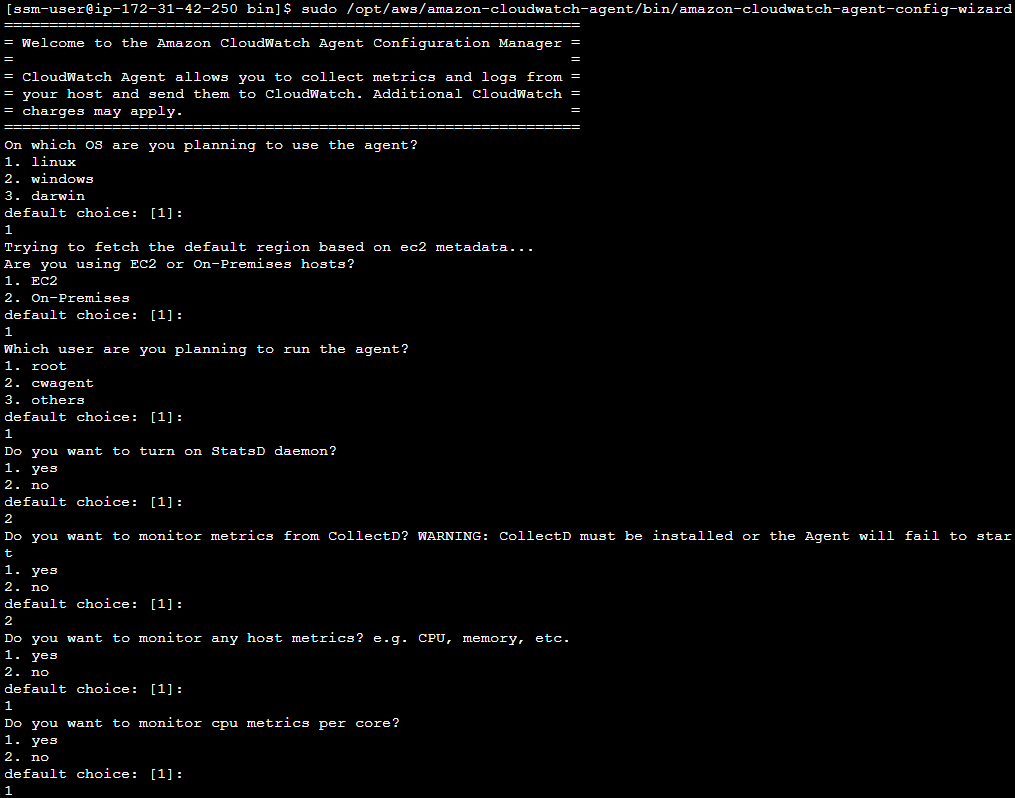 [ssm-user@ip-172-31-42-250 bin]$ sudo /opt/aws/amazon-cloudwatch-agent/bin/amazon-cloudwatch-agent-config-wizard
================================================================
= Welcome to the Amazon CloudWatch Agent Configuration Manager =
=                                                              =
= CloudWatch Agent allows you to collect metrics and logs from =
= your host and send them to CloudWatch. Additional CloudWatch =
= charges may apply.                                           =
================================================================
On which OS are you planning to use the agent?
1. linux
2. windows
3. darwin
default choice: [1]:
1
Trying to fetch the default region based on ec2 metadata...
Are you using EC2 or On-Premises hosts?
1. EC2
2. On-Premises
default choice: [1]:
1
Which user are you planning to run the agent?
1. root
2. cwagent
3. others
default choice: [1]:
1
Do you want to turn on StatsD daemon?
1. yes
2. no
default choice: [1]:
2
Do you want to monitor metrics from CollectD? WARNING: CollectD must be installed or the Agent will fail to star
t
1. yes
2. no
default choice: [1]:
2
Do you want to monitor any host metrics? e.g. CPU, memory, etc.
1. yes
2. no
default choice: [1]:
1
Do you want to monitor cpu metrics per core?
1. yes
2. no
default choice: [1]:
1